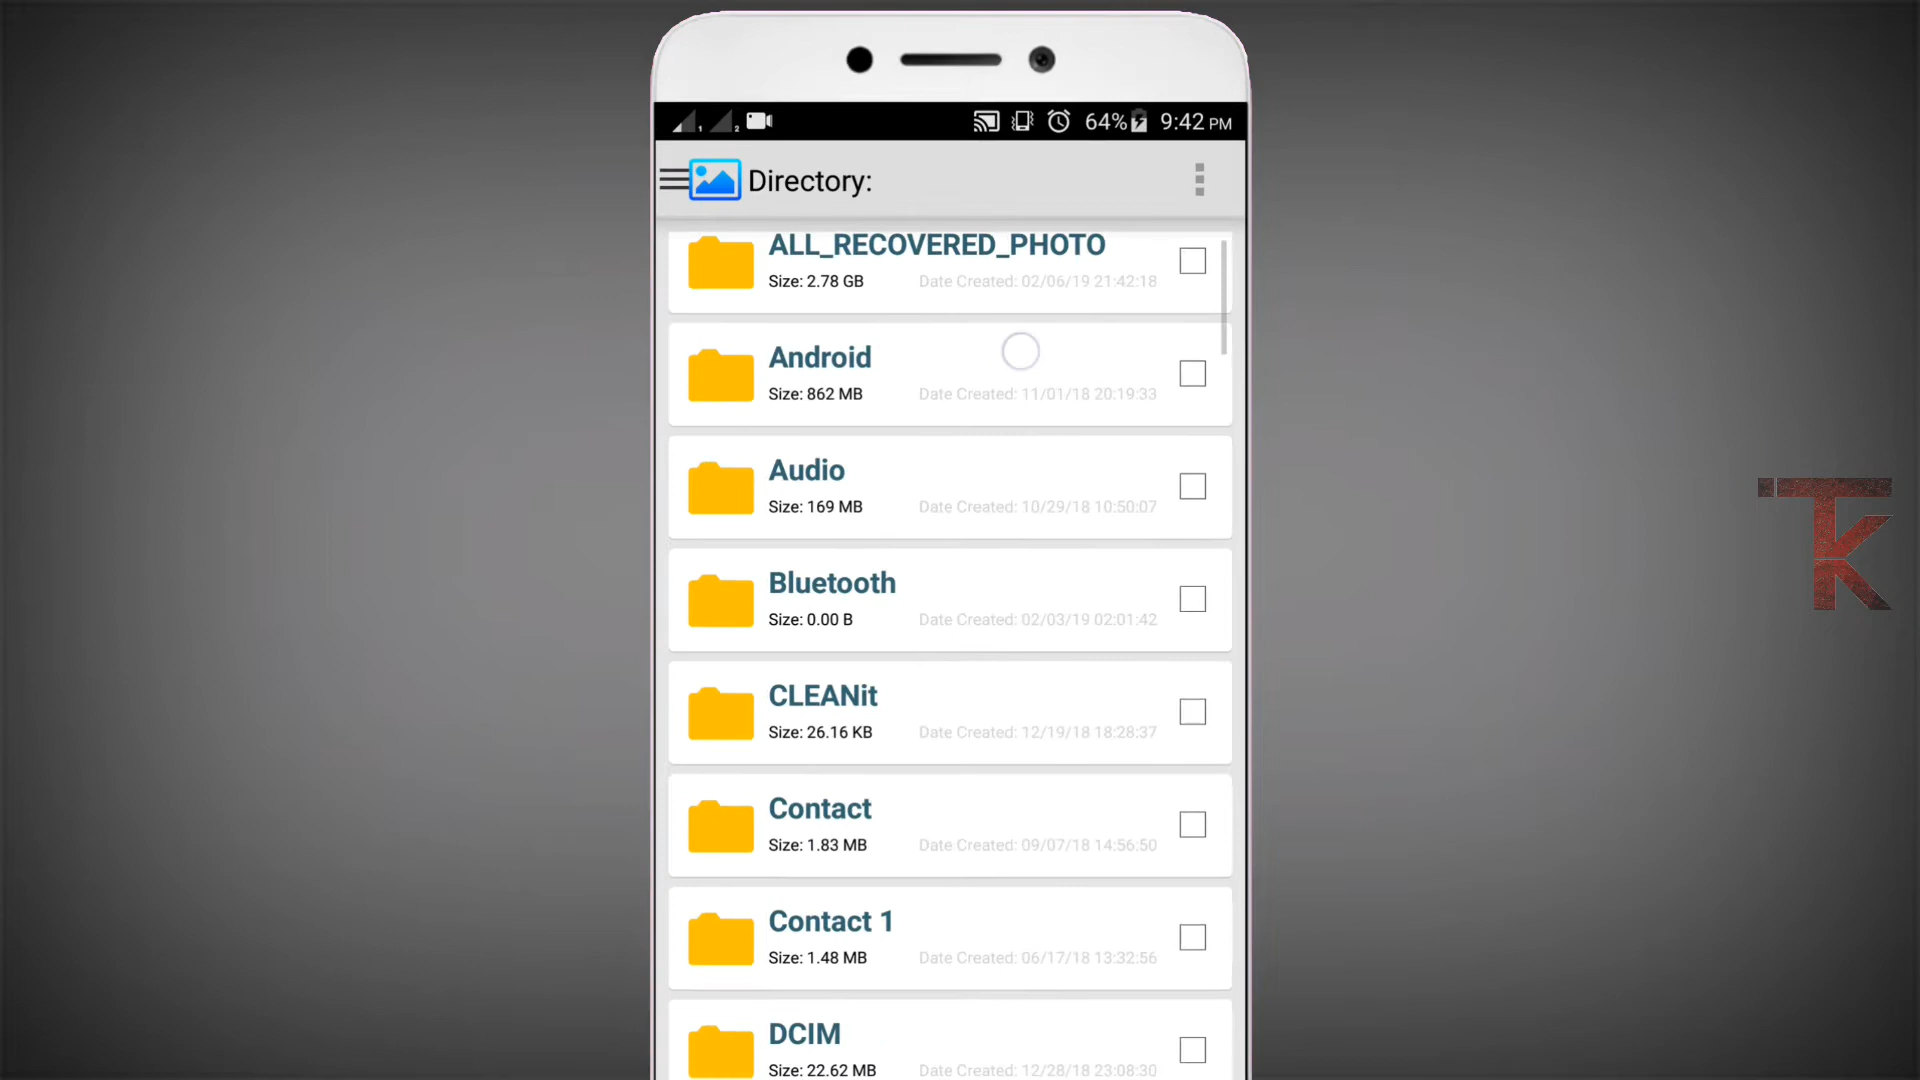 1 2 64% 9:42 PM
Directory:
ALL_RECOVERED_PHOTO
Size: 2.78 GB Date Created: 02/06/19 21:42:18
Android
Size: 862 MB Date Created: 11/01/18 20:19:33
Audio
Size: 169 MB Date Created: 10/29/18 10:50:07
Bluetooth
Size: 0.00 B Date Created: 02/03/19 02:01:42
CLEANit
Size: 26.16 KB Date Created: 12/19/18 18:28:37
Contact
Size: 1.83 MB Date Created: 09/07/18 14:56:50
Contact 1
Size: 1.48 MB Date Created: 06/17/18 13:32:56
DCIM
Size: 22.62 MB Date Created: 12/28/18 23:08:30
TK